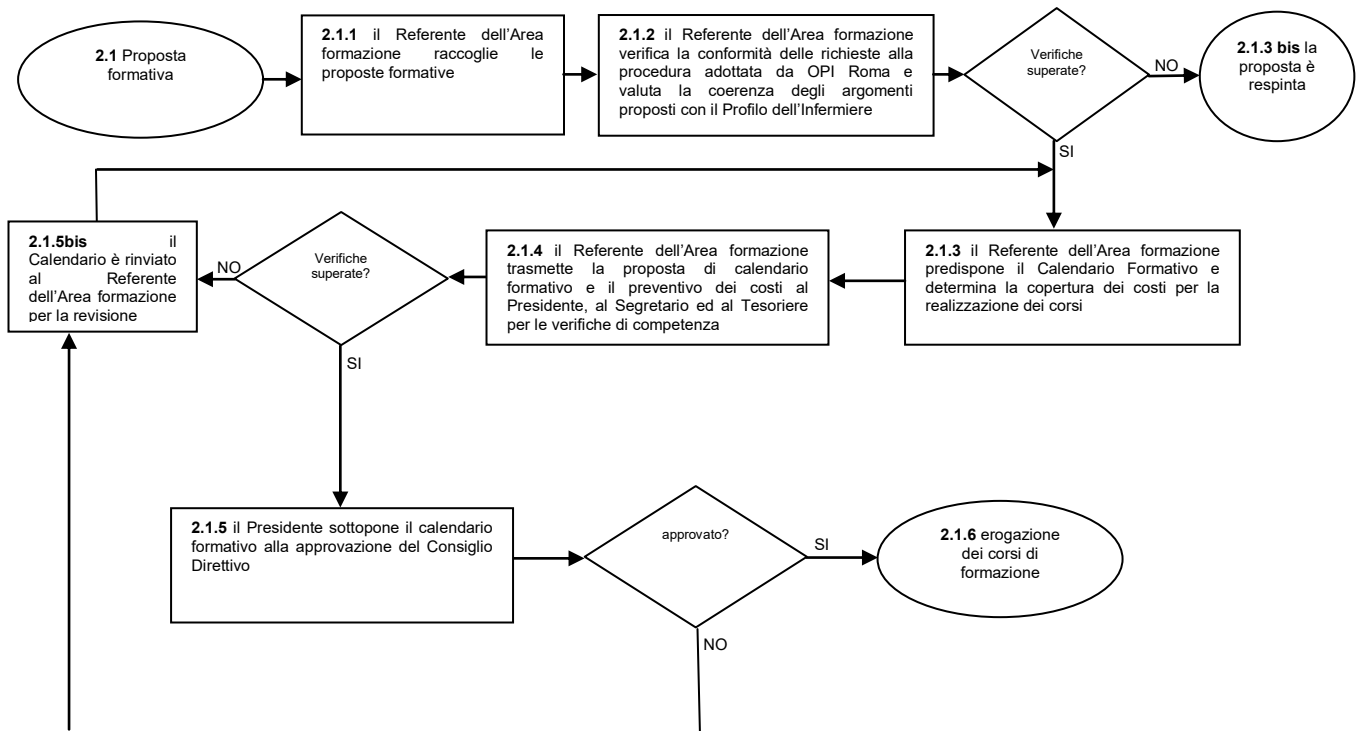 2.1 Proposta
formativa
2.1.1 il Referente dell'Area
formazione raccoglie le
proposte formative
2.1.2 il Referente dell'Area formazione
verifica la conformità delle richieste alla
procedura adottata da OPI Roma e
valuta la coerenza degli argomenti
proposti con il Profilo dell'Infermiere
Verifiche
superate?
NO
2.1.3 bis la
proposta è
respinta
SI
2.1.5bis il
Calendario è rinviato
al Referente
dell'Area formazione
per la revisione
NO
Verifiche
superate?
2.1.4 il Referente dell'Area formazione
trasmette la proposta di calendario
formativo e il preventivo dei costi al
Presidente, al Segretario ed al Tesoriere
per le verifiche di competenza
2.1.3 il Referente dell'Area formazione
predispone il Calendario Formativo e
determina la copertura dei costi per la
realizzazione dei corsi
SI
2.1.5 il Presidente sottopone il calendario
formativo alla approvazione del Consiglio
Direttivo
approvato?
SI
2.1.6 erogazione
dei corsi di
formazione
NO